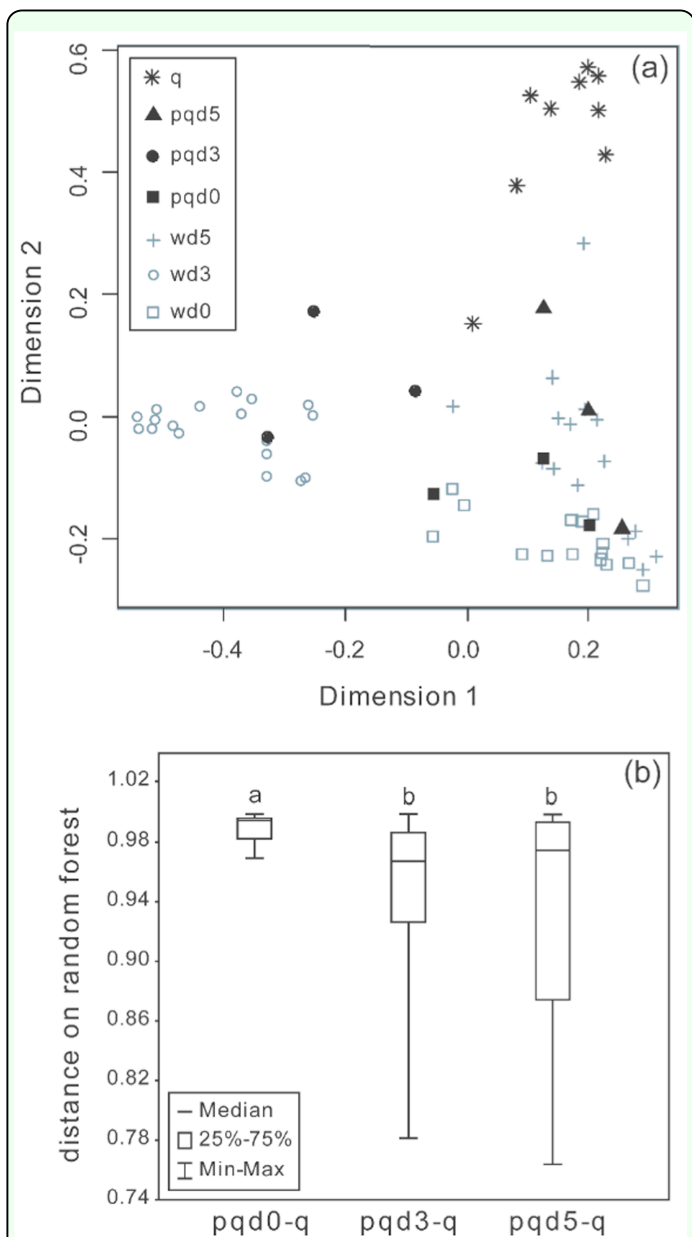 (a)
0.6
0.4
0.2
0.0
-0.2
Dimension 2
q
pqd5
pqd3
pqd0
wd5
wd3
wd0
-0.4 -0.2 0.0 0.2
Dimension 1
(b)
1.02
0.98
0.94
0.90
0.86
0.82
0.78
0.74
distance on random forest
a b b
Median
25%-75%
Min-Max
pqd0-q pqd3-q pqd5-q